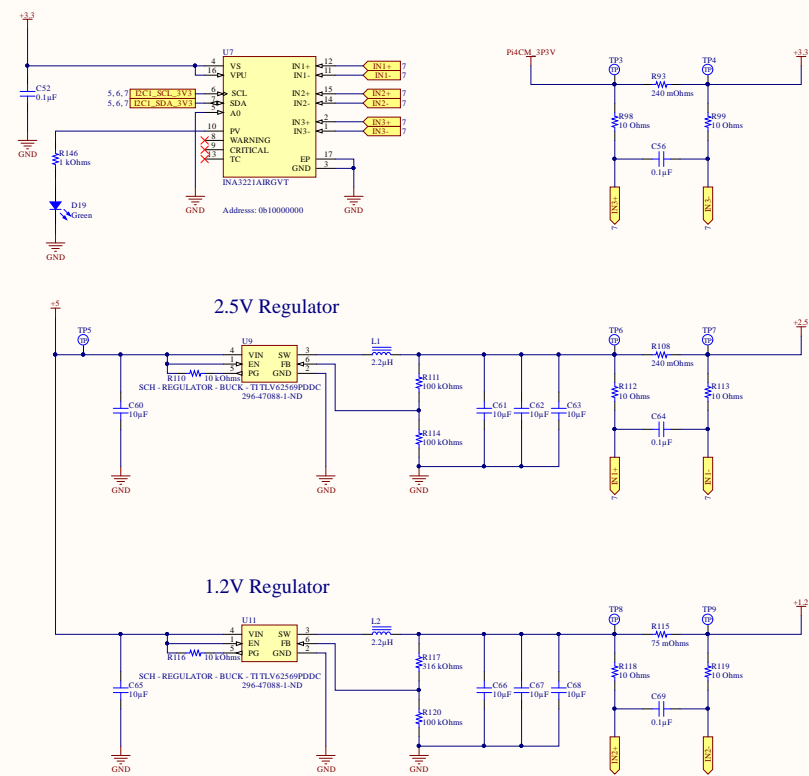 +3.3
U7
4 VS IN1+ 12 IN1+ 7
16 VPU IN1- 11 IN1- 7
C52
0.1µF
5, 6, 7 I2C1_SCL_3V3 6 SCL IN2+ 15 IN2+ 7
5, 6, 7 I2C1_SDA_3V3 7 SDA IN2- 14 IN2- 7
5 A0
IN3+ 2 IN3+ 7
10 PV IN3- 1 IN3- 7
8 WARNING
9 CRITICAL
13 TC EP 17
GND 3
INA3221AIRGVT
GND
R146
1 kOhms
D19
Green
GND
GND
GND
Addresss: 0b10000000
Pi4CM_3P3V
TP3
TP
TP4
TP
+3.3
R93
240 mOhms
R98
10 Ohms
R99
10 Ohms
C56
0.1µF
IN3+
7
IN3-
7
+5
2.5V Regulator
TP5
TP
U9
4 VIN SW 3
1 EN FB 6
5 PG GND 2
R110 10 kOhms
SCH - REGULATOR - BUCK - TI TLV62569PDDC
296-47088-1-ND
C60
10µF
GND
GND
L1
2.2µH
R111
100 kOhms
R114
100 kOhms
GND
C61
10µF
C62
10µF
C63
10µF
TP6
TP
TP7
TP
+2.5
R108
240 mOhms
R112
10 Ohms
R113
10 Ohms
C64
0.1µF
IN1+
7
IN1-
7
1.2V Regulator
U11
4 VIN SW 3
1 EN FB 6
5 PG GND 2
R116 10 kOhms
SCH - REGULATOR - BUCK - TI TLV62569PDDC
296-47088-1-ND
C65
10µF
GND
GND
L2
2.2µH
R117
316 kOhms
R120
100 kOhms
GND
C66
10µF
C67
10µF
C68
10µF
TP8
TP
TP9
TP
+1.2
R115
75 mOhms
R118
10 Ohms
R119
10 Ohms
C69
0.1µF
IN2+
IN2-